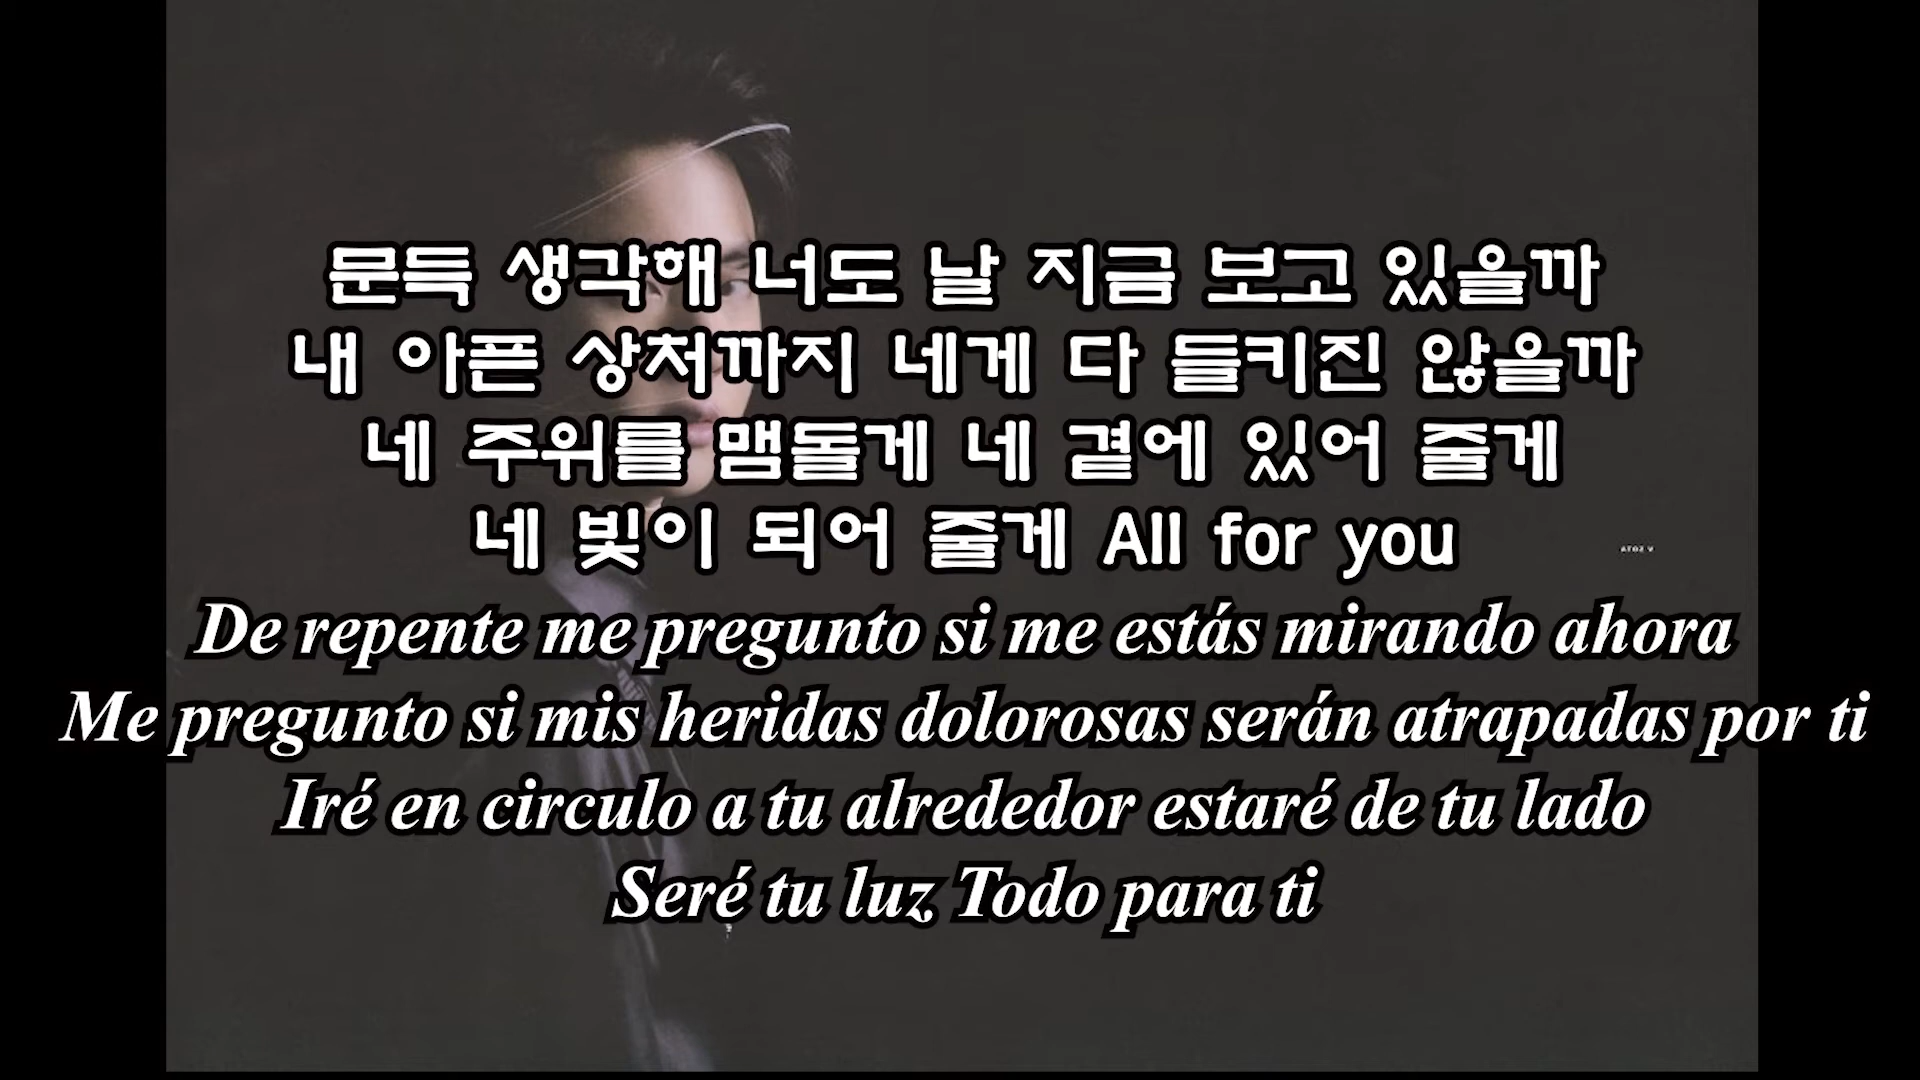 문득 생각해 너도 날 지금 보고 있을까
내 아픈 상처까지 네게 다 들키진 않을까
네 주위를 맴돌게 네 곁에 있어 줄게
네 빛이 되어 줄게 All for you
De repente me pregunto si me estás mirando ahora
Me pregunto si mis heridas dolorosas serán atrapadas por ti
Iré en circulo a tu alrededor estaré de tu lado
Seré tu luz Todo para ti